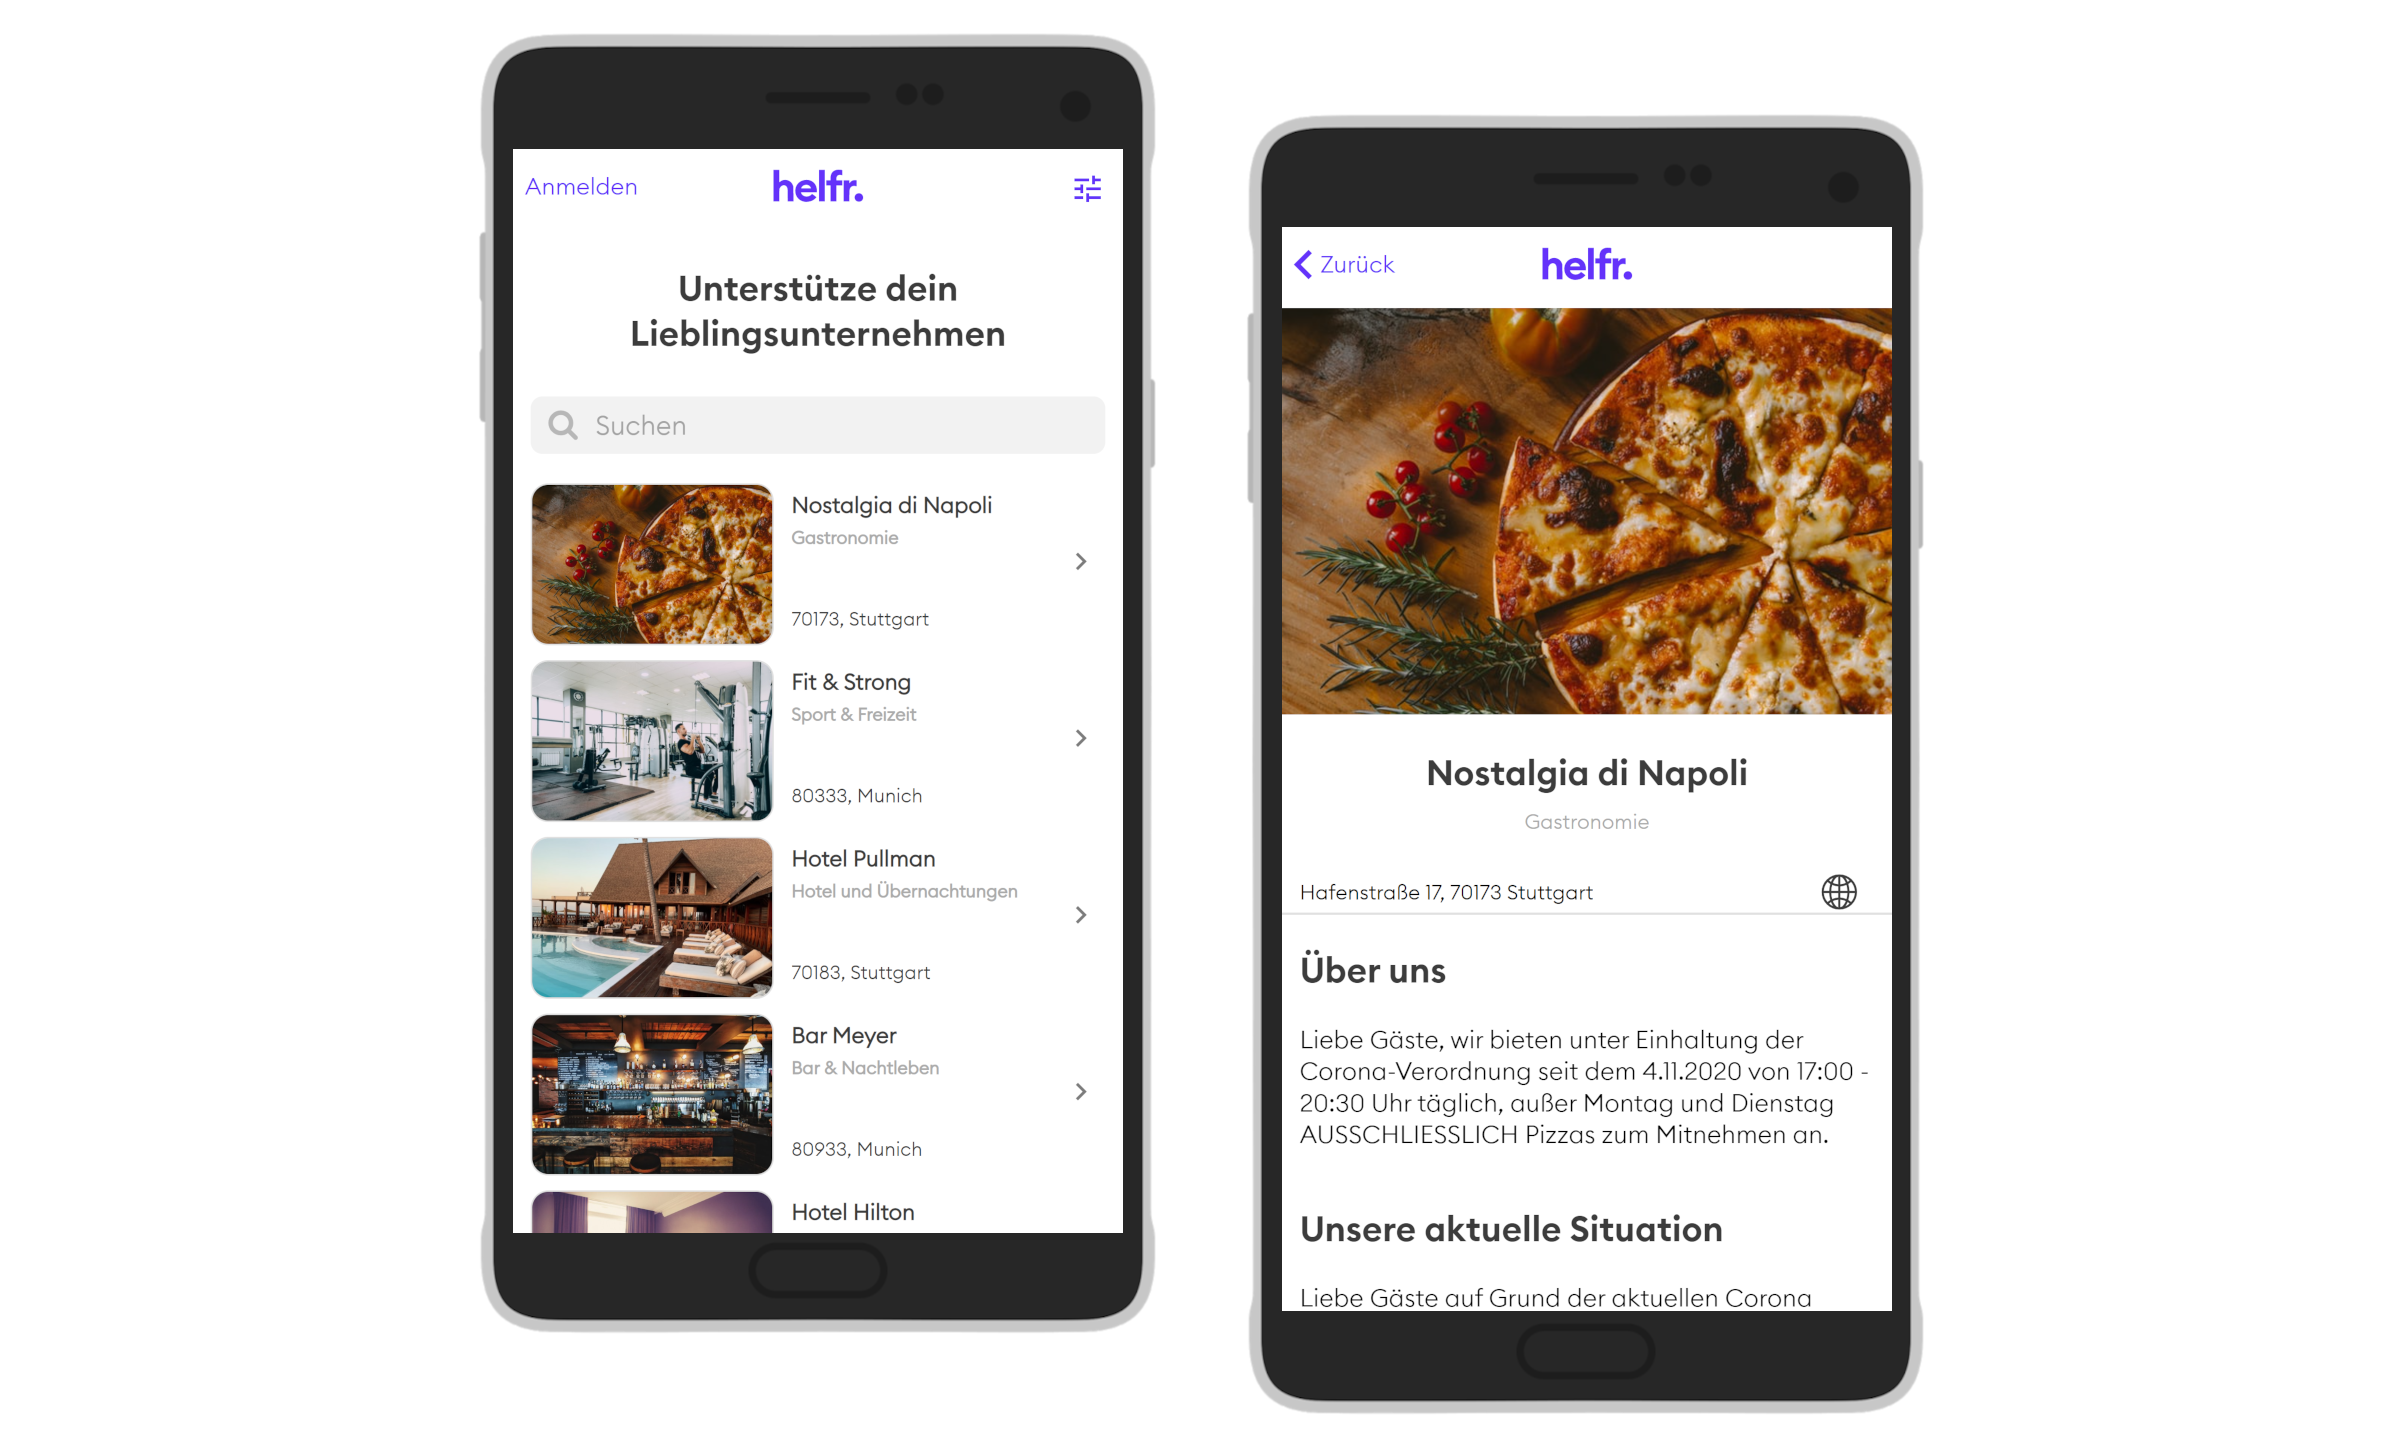 Anmelden
helfr.
Unterstütze dein
Lieblingsunternehmen
Suchen
Nostalgia di Napoli
Gastronomie
70173, Stuttgart
Fit & Strong
Sport & Freizeit
80333, Munich
Hotel Pullman
Hotel und Übernachtungen
70183, Stuttgart
Bar Meyer
Bar & Nachtleben
80933, Munich
Hotel Hilton
Zurück
helfr.
Nostalgia di Napoli
Gastronomie
Hafenstraße 17, 70173 Stuttgart
Über uns
Liebe Gäste, wir bieten unter Einhaltung der
Corona-Verordnung seit dem 4.11.2020 von 17:00 -
20:30 Uhr täglich, außer Montag und Dienstag
AUSSCHLIESSLICH Pizzas zum Mitnehmen an.
Unsere aktuelle Situation
Liebe Gäste auf Grund der aktuellen Corona